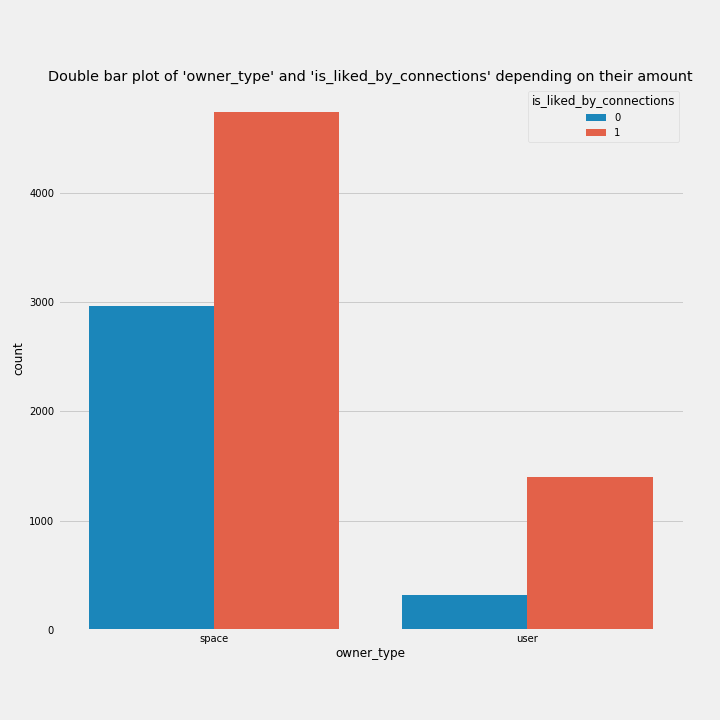 Double bar plot of 'owner_type' and 'is_liked_by_connections' depending on their amount
is_liked_by_connections
0
1
4000
3000
2000
1000
0
count
space
user
owner_type